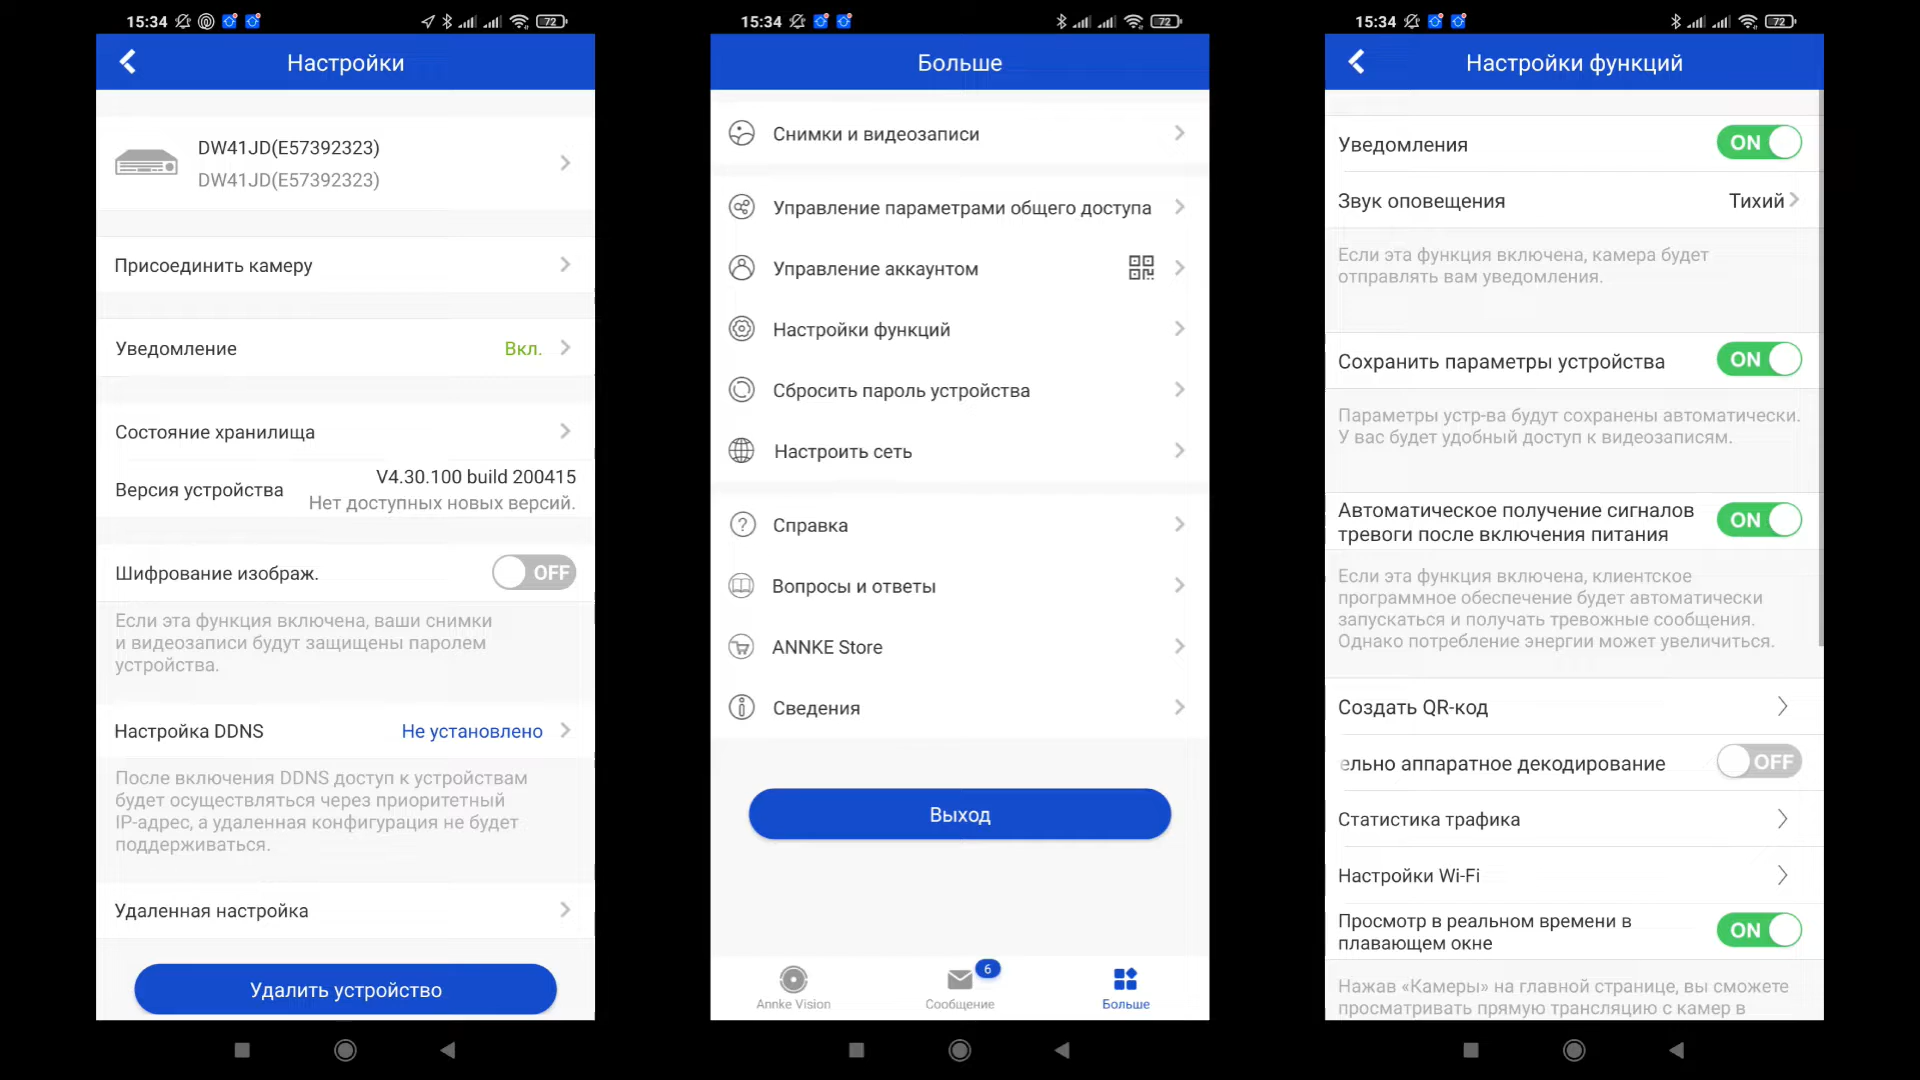 15:34
72
Настройки
DW41JD(E57392323)
DW41JD(E57392323)
Присоединить камеру
Уведомление Вкл.
Состояние хранилища
Версия устройства V4.30.100 build 200415
Нет доступных новых версий.
Шифрование изображ. OFF
Если эта функция включена, ваши снимки
и видеозаписи будут защищены паролем
устройства.
Настройка DDNS Не установлено
После включения DDNS доступ к устройствам
будет осуществляться через приоритетный
IP-адрес, а удаленная конфигурация не будет
поддерживаться.
Удаленная настройка
Удалить устройство
15:34
72
Больше
Снимки и видеозаписи
Управление параметрами общего доступа
Управление аккаунтом
Настройки функций
Сбросить пароль устройства
Настроить сеть
Справка
Вопросы и ответы
ANNKE Store
Сведения
Выход
6
Annke Vision Сообщение Больше
15:34
72
Настройки функций
Уведомления ON
Звук оповещения Тихий
Если эта функция включена, камера будет
отправлять вам уведомления.
Сохранить параметры устройства ON
Параметры устр-ва будут сохранены автоматически.
У вас будет удобный доступ к видеозаписям.
Автоматическое получение сигналов
тревоги после включения питания ON
Если эта функция включена, клиентское
программное обеспечение будет автоматически
запускаться и получать тревожные сообщения.
Однако потребление энергии может увеличиться.
Создать QR-код
ельно аппаратное декодирование OFF
Статистика трафика
Настройки Wi-Fi
Просмотр в реальном времени в
плавающем окне ON
Нажав «Камеры» на главной странице, вы сможете
просматривать прямую трансляцию с камер в